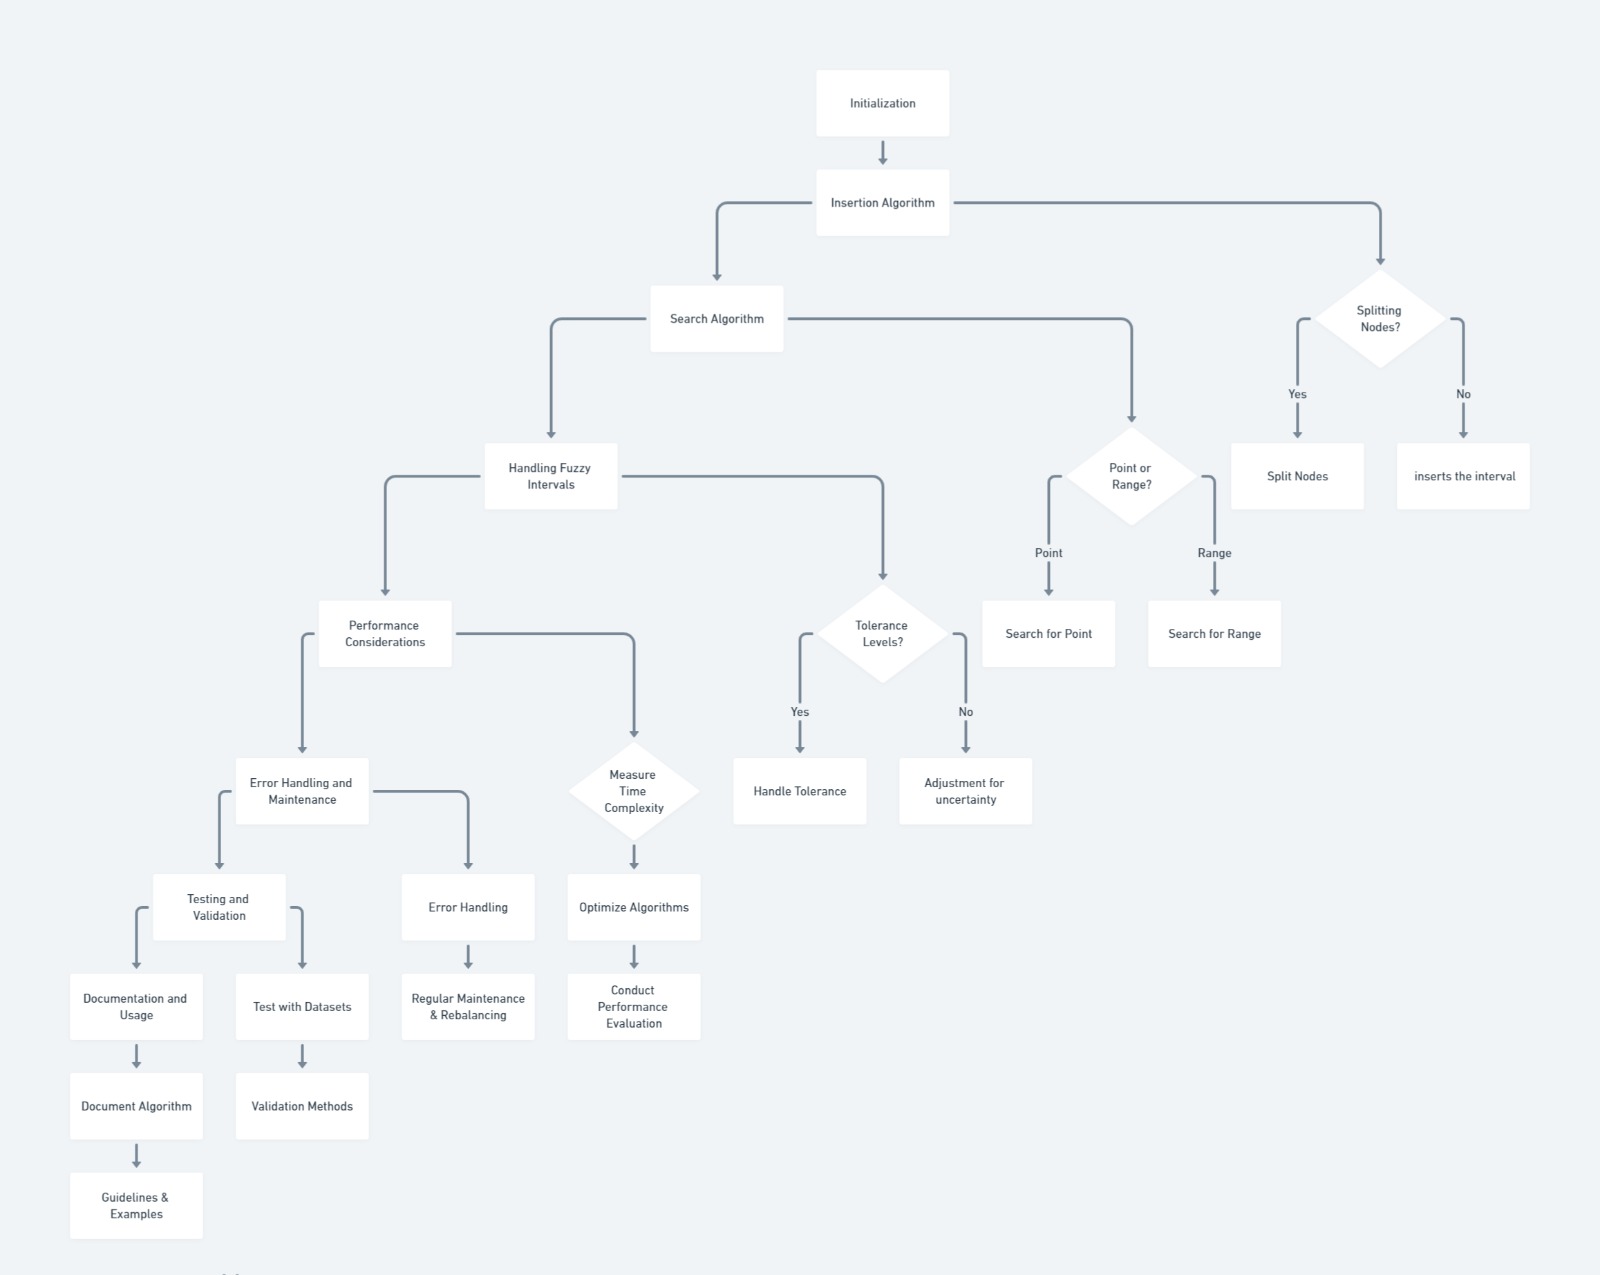 Initialization
Insertion Algorithm
Search Algorithm
Splitting
Nodes?
Yes
No
Handling Fuzzy
Intervals
Point or
Range?
Split Nodes
inserts the interval
Point
Range
Performance
Considerations
Tolerance
Levels?
Search for Point
Search for Range
Yes
No
Error Handling and
Maintenance
Measure
Time
Complexity
Handle Tolerance
Adjustment for
uncertainty
Testing and
Validation
Error Handling
Optimize Algorithms
Documentation and
Usage
Test with Datasets
Regular Maintenance
& Rebalancing
Conduct
Performance
Evaluation
Document Algorithm
Validation Methods
Guidelines &
Examples